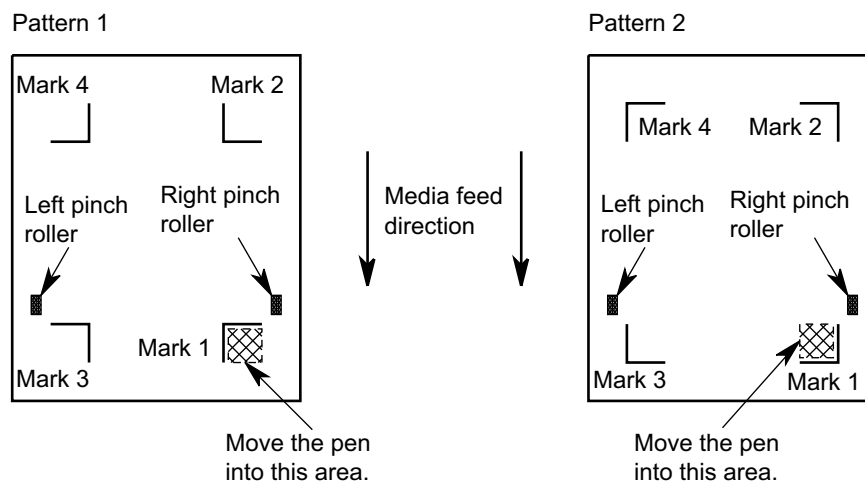 Pattern 1
Mark 4
Mark 2
Left pinch
roller
Right pinch
roller
Mark 1
Mark 3
Move the pen
into this area.
Media feed
direction
Pattern 2
Mark 4
Mark 2
Left pinch
roller
Right pinch
roller
Mark 3
Mark 1
Move the pen
into this area.